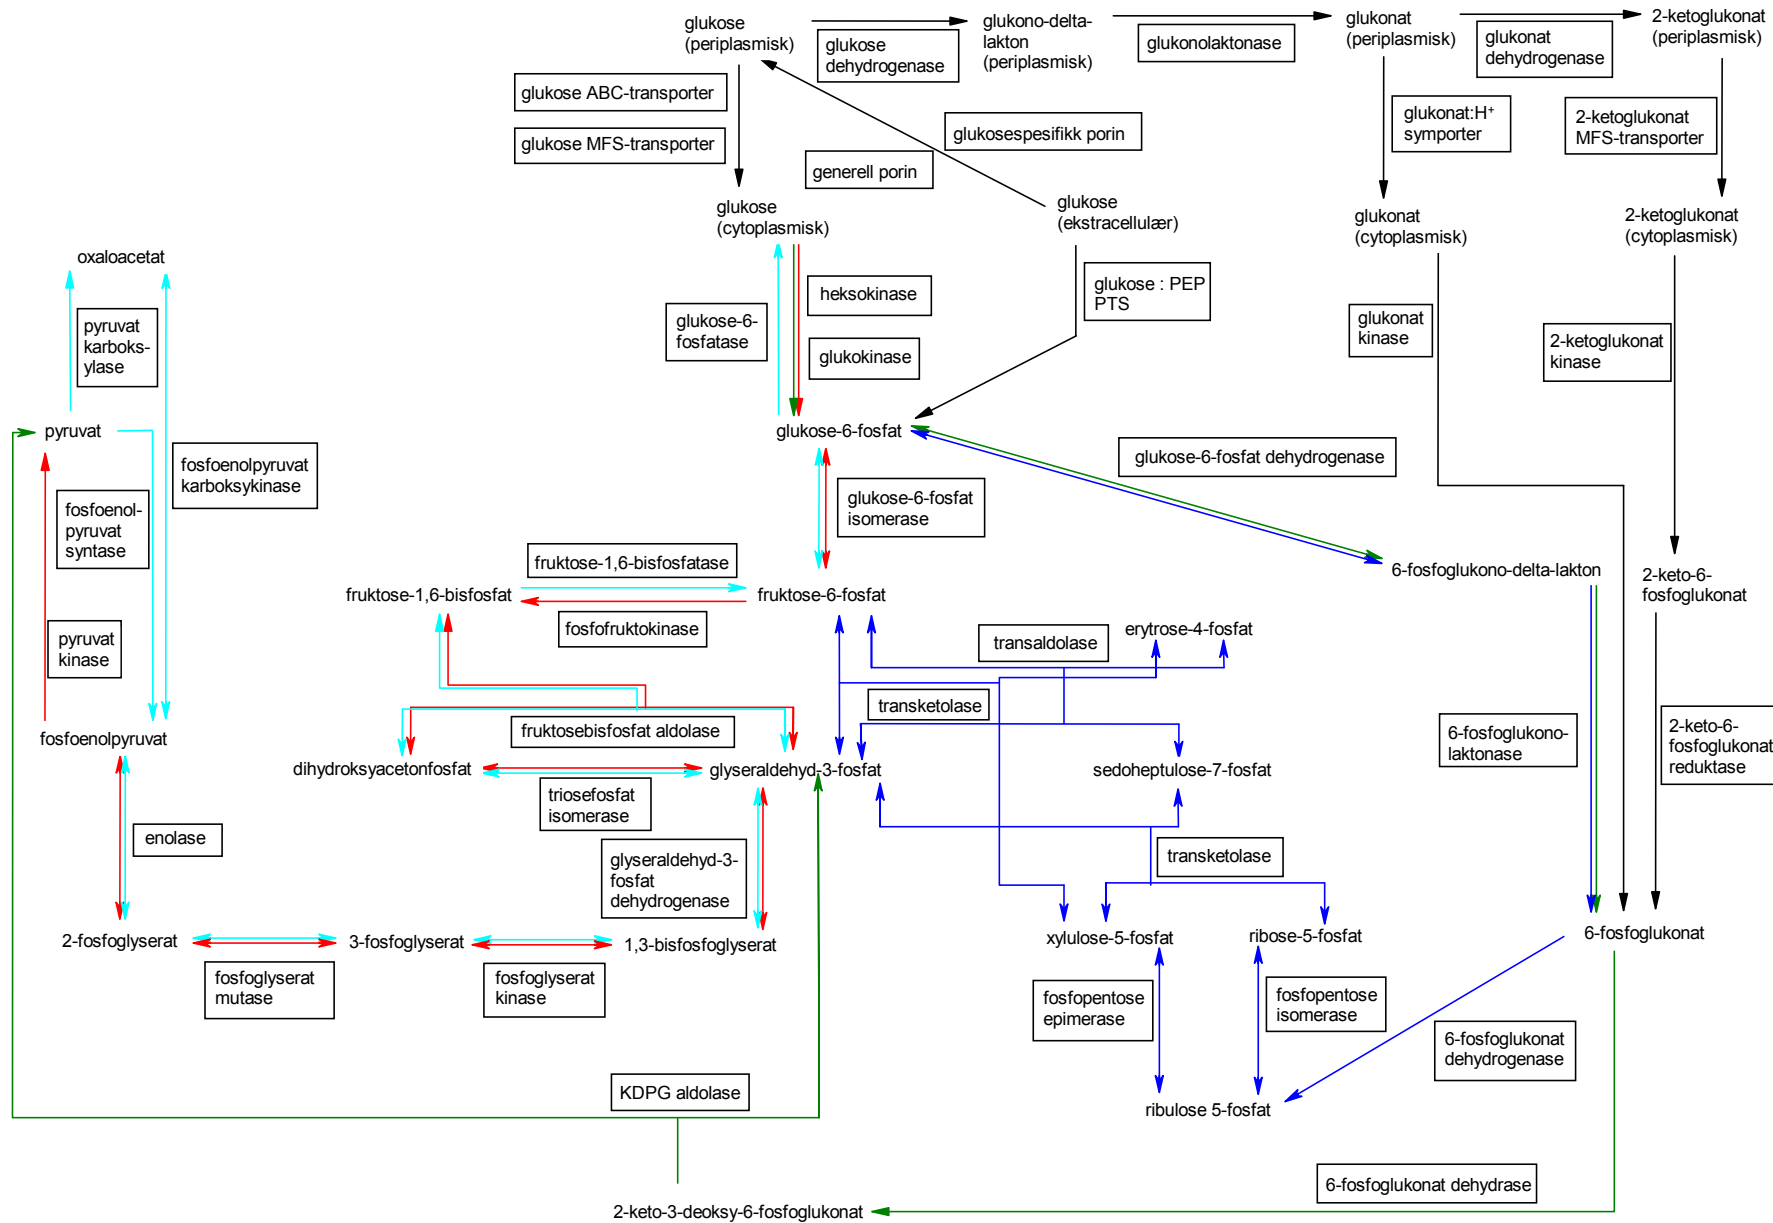 glukose
(periplasmisk)
glukose
dehydrogenase
glukono-delta-
lakton
(periplasmisk)
glukonolaktonase
glukonat
(periplasmisk)
glukonat
dehydrogenase
2-ketoglukonat
(periplasmisk)
glukose ABC-transporter
glukose MFS-transporter
glukosespesifikk porin
generell porin
glukonat:H⁺
symporter
2-ketoglukonat
MFS-transporter
glukose
(cytoplasmisk)
glukose
(ekstracellulær)
glukonat
(cytoplasmisk)
2-ketoglukonat
(cytoplasmisk)
oxaloacetat
pyruvat
karboks-
ylase
glukose-6-
fosfatase
heksokinase
glukokinase
glukose : PEP
PTS
glukonat
kinase
2-ketoglukonat
kinase
pyruvat
fosfoenolpyruvat
karboksykinase
glukose-6-fosfat
glukose-6-fosfat dehydrogenase
fosfoenol-
pyruvat
syntase
glukose-6-fosfat
isomerase
fruktose-1,6-bisfosfatase
fruktose-1,6-bisfosfat
fruktose-6-fosfat
fosfofruktokinase
6-fosfoglukono-delta-lakton
2-keto-6-
fosfoglukonat
pyruvat
kinase
transaldolase
erytrose-4-fosfat
transketolase
fruktosebisfosfat aldolase
fosfoenolpyruvat
dihydroksyacetonfosfat
glyseraldehyd-3-fosfat
sedoheptulose-7-fosfat
6-fosfoglukono-
laktonase
2-keto-6-
fosfoglukonat
reduktase
triosefosfat
isomerase
enolase
glyseraldehyd-3-
fosfat
dehydrogenase
transketolase
2-fosfoglyserat
3-fosfoglyserat
1,3-bisfosfoglyserat
xylulose-5-fosfat
ribose-5-fosfat
6-fosfoglukonat
fosfoglyserat
mutase
fosfoglyserat
kinase
fosfopentose
epimerase
fosfopentose
isomerase
6-fosfoglukonat
dehydrogenase
KDPG aldolase
ribulose 5-fosfat
6-fosfoglukonat dehydrase
2-keto-3-deoksy-6-fosfoglukonat